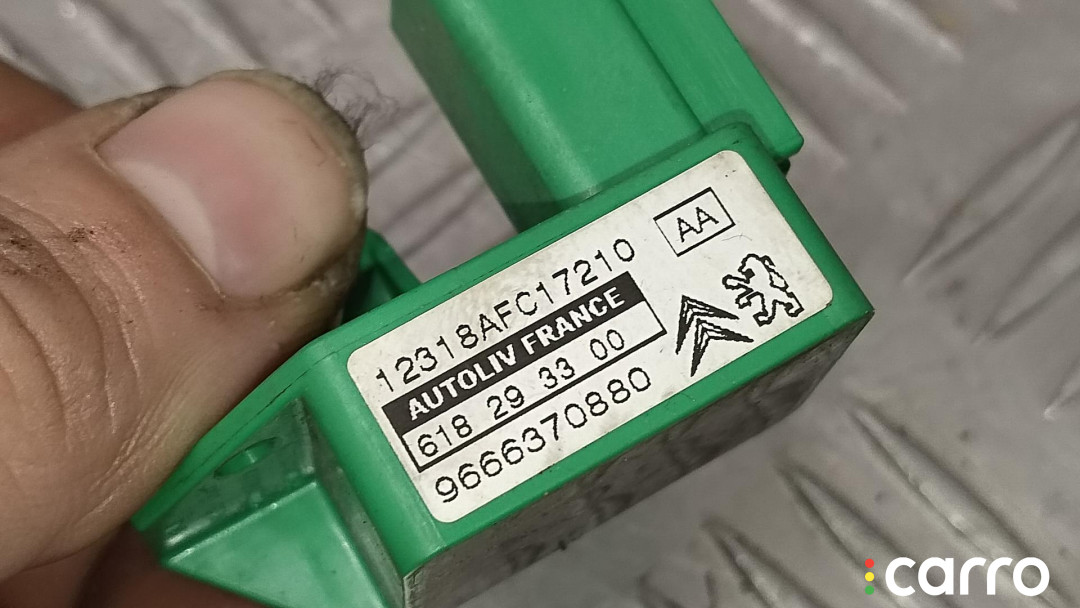 AA
12318AFC17210
AUTOLIV FRANCE
618 29 33 00
9666370880
carro